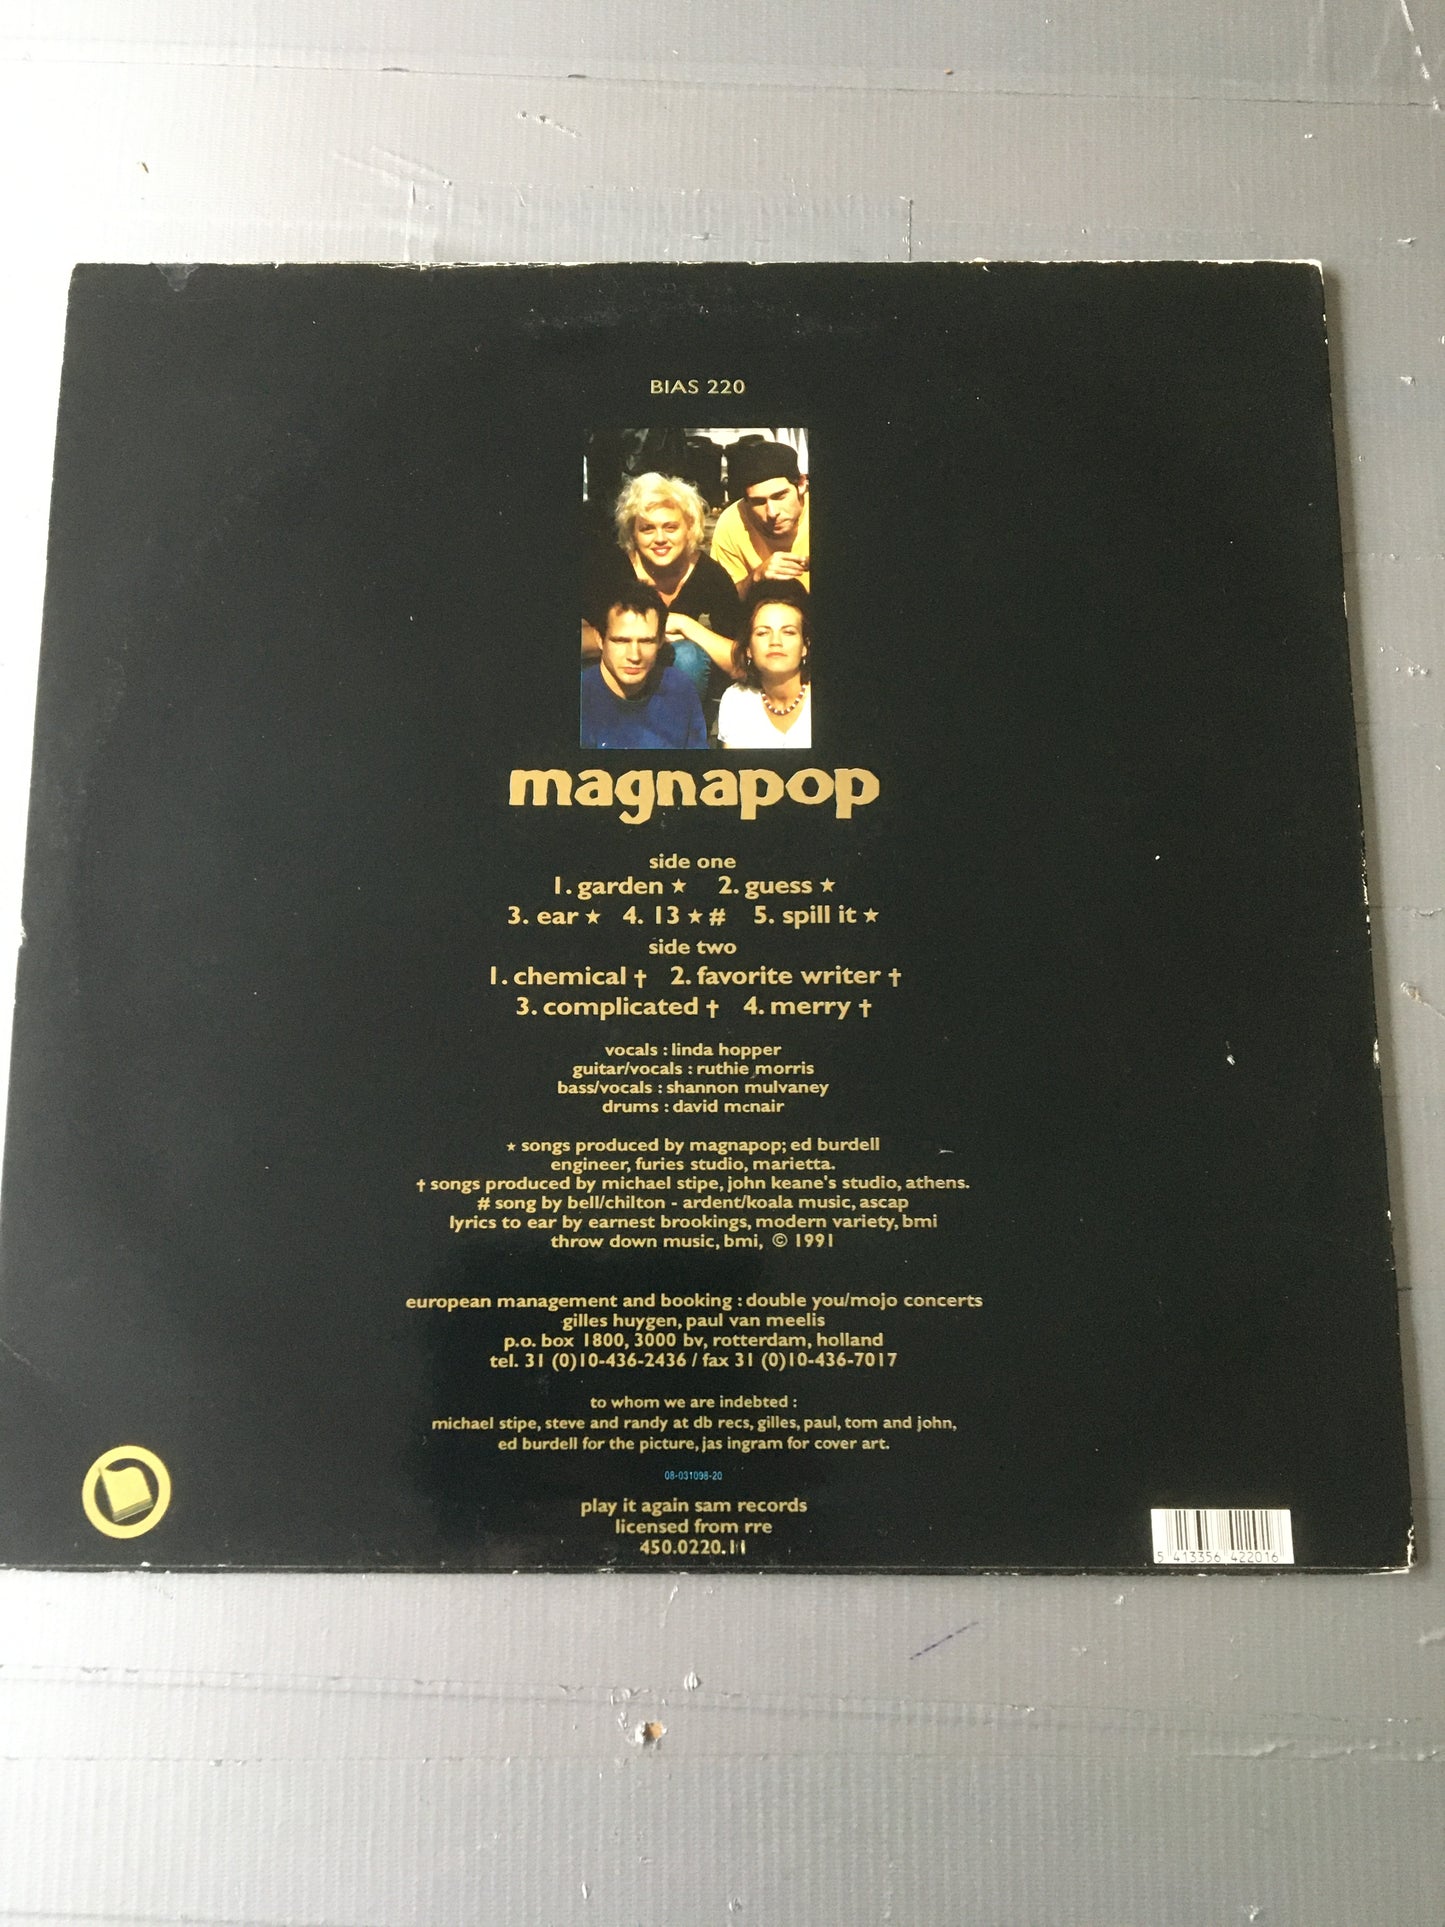 BIAS 220
magnapop
side one
1. garden ★ 2. guess ★
3. ear ★ 4. 13 ★ # 5. spill it ★
side two
1. chemical † 2. favorite writer †
3. complicated † 4. merry †
vocals : linda hopper
guitar/vocals : ruthie morris
bass/vocals : shannon mulvaney
drums : david mcnair
★ songs produced by magnapop; ed burdell
engineer, furies studio, marietta.
† songs produced by michael stipe, john keane's studio, athens.
# song by bell/chilton - ardent/koala music, ascap
lyrics to ear by earnest brookings, modern variety, bmi
throw down music, bmi, © 1991
european management and booking : double you/mojo concerts
gilles huygen, paul van meelis
p.o. box 1800, 3000 bv, rotterdam, holland
tel. 31 (0)10-436-2436 / fax 31 (0)10-436-7017
to whom we are indebted :
michael stipe, steve and randy at db recs, gilles, paul, tom and john,
ed burdell for the picture, jas ingram for cover art.
08-031098-20
play it again sam records
licensed from rre
450.0220.
5 413356 422016